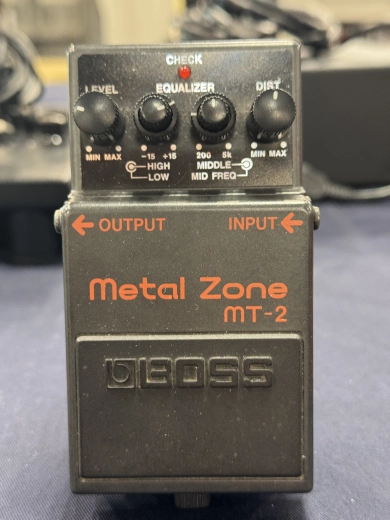 CHECK
LEVEL EQUALIZER DIST
MIN MAX -15 +15 200 5k MIN MAX
HIGH MIDDLE
LOW MID FREQ
OUTPUT INPUT
Metal Zone
MT-2
BOSS